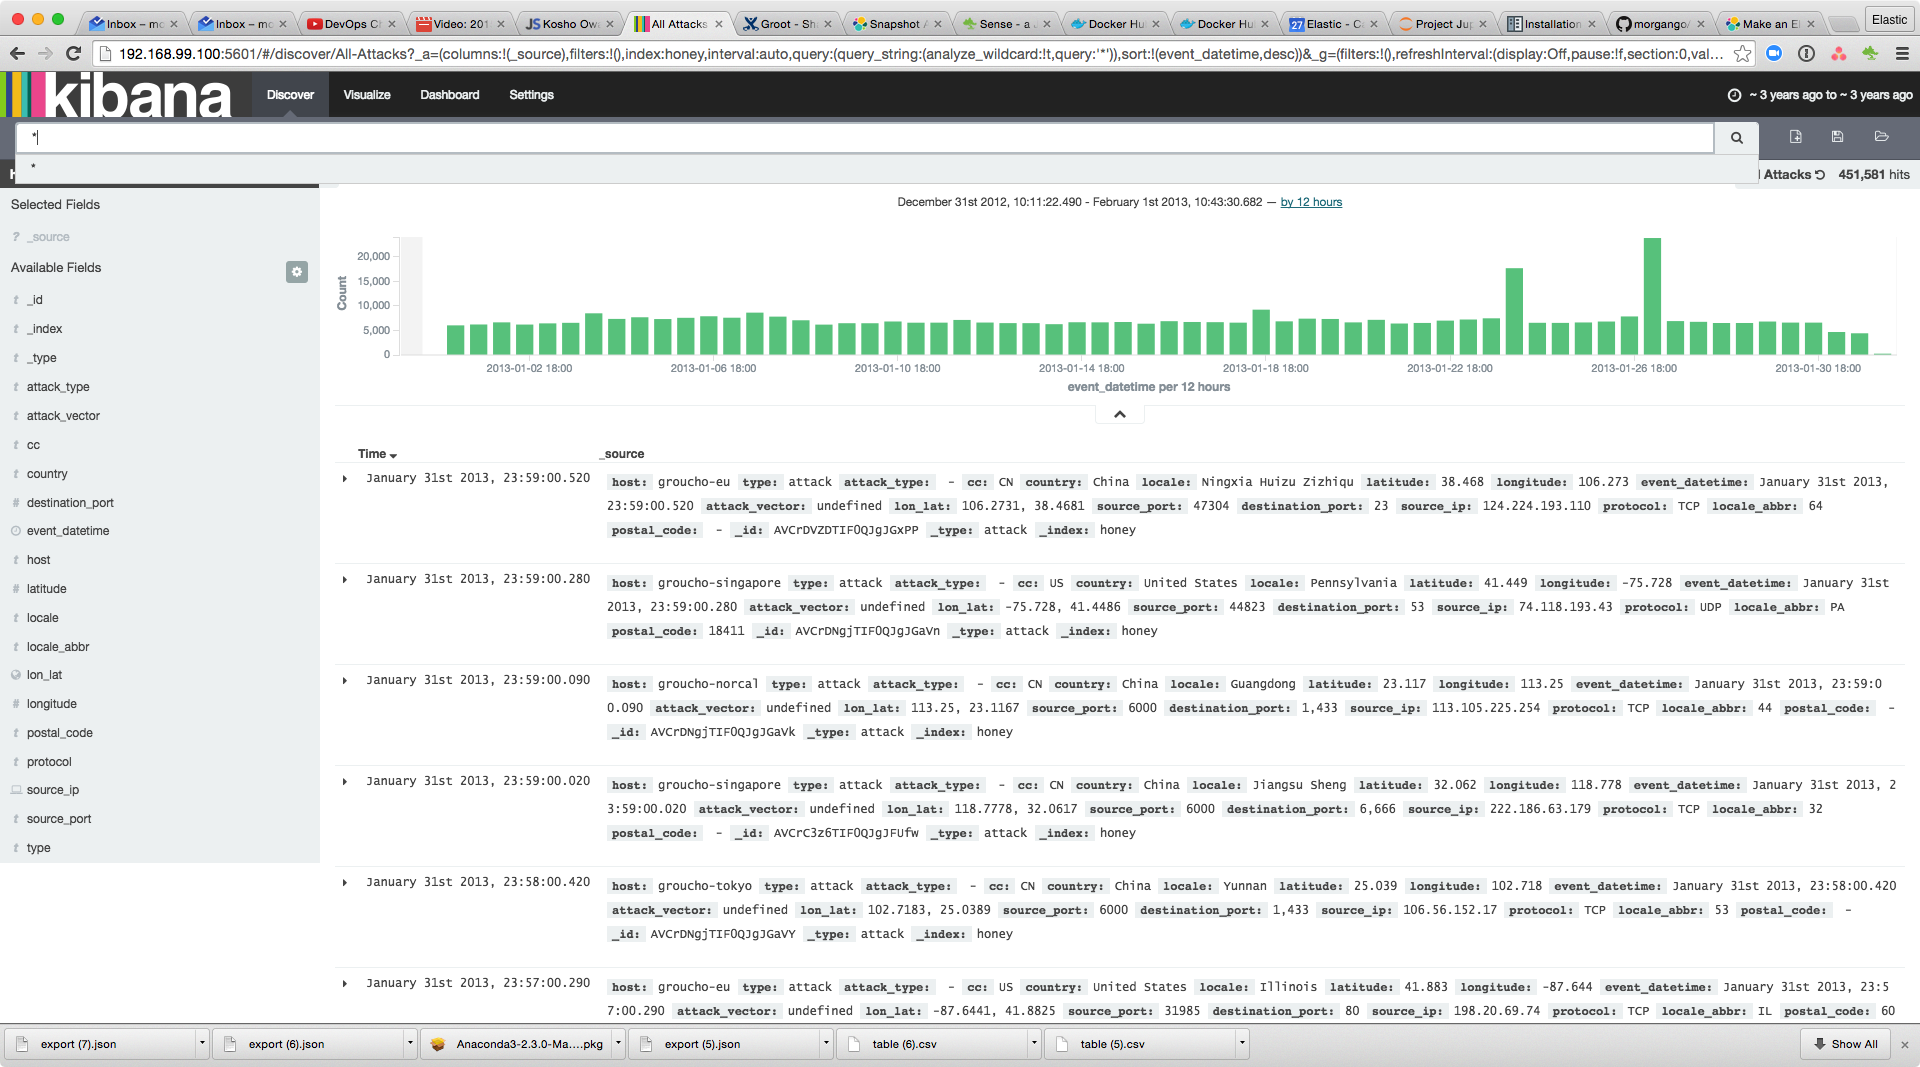 Inbox – mo
Inbox – mo
DevOps Ch
Video: 201
JS Kosho Owa
All Attacks
Groot - Sha
Snapshot A
Sense - a J
Docker Hu
Docker Hu
27 Elastic - C
Project Jup
Installation
morgango/
Make an El
Elastic
192.168.99.100:5601/#/discover/All-Attacks?_a=(columns:!(_source),filters:!(),index:honey,interval:auto,query:(query_string:(analyze_wildcard:!t,query:'*')),sort:!(event_datetime,desc))&_g=(filters:!(),refreshInterval:(display:Off,pause:!f,section:0,val...
kibana
Discover
Visualize
Dashboard
Settings
~ 3 years ago to ~ 3 years ago
*
*
Attacks
451,581 hits
Selected Fields
? _source
Available Fields
t _id
t _index
t _type
t attack_type
t attack_vector
t cc
t country
# destination_port
event_datetime
t host
# latitude
t locale
t locale_abbr
lon_lat
# longitude
t postal_code
t protocol
source_ip
t source_port
t type
December 31st 2012, 10:11:22.490 - February 1st 2013, 10:43:30.682 — by 12 hours
Count
20,000
15,000
10,000
5,000
0
2013-01-02 18:00
2013-01-06 18:00
2013-01-10 18:00
2013-01-14 18:00
2013-01-18 18:00
2013-01-22 18:00
2013-01-26 18:00
2013-01-30 18:00
event_datetime per 12 hours
Time
_source
January 31st 2013, 23:59:00.520
host: groucho-eu type: attack attack_type: - cc: CN country: China locale: Ningxia Huizu Zizhiqu latitude: 38.468 longitude: 106.273 event_datetime: January 31st 2013,
23:59:00.520 attack_vector: undefined lon_lat: 106.2731, 38.4681 source_port: 47304 destination_port: 23 source_ip: 124.224.193.110 protocol: TCP locale_abbr: 64
postal_code: - _id: AVCrDVZDTIF0QJgJGxPP _type: attack _index: honey
January 31st 2013, 23:59:00.280
host: groucho-singapore type: attack attack_type: - cc: US country: United States locale: Pennsylvania latitude: 41.449 longitude: -75.728 event_datetime: January 31st
2013, 23:59:00.280 attack_vector: undefined lon_lat: -75.728, 41.4486 source_port: 44823 destination_port: 53 source_ip: 74.118.193.43 protocol: UDP locale_abbr: PA
postal_code: 18411 _id: AVCrDNgjTIF0QJgJGaVn _type: attack _index: honey
January 31st 2013, 23:59:00.090
host: groucho-norcal type: attack attack_type: - cc: CN country: China locale: Guangdong latitude: 23.117 longitude: 113.25 event_datetime: January 31st 2013, 23:59:0
0.090 attack_vector: undefined lon_lat: 113.25, 23.1167 source_port: 6000 destination_port: 1,433 source_ip: 113.105.225.254 protocol: TCP locale_abbr: 44 postal_code: -
_id: AVCrDNgjTIF0QJgJGaVk _type: attack _index: honey
January 31st 2013, 23:59:00.020
host: groucho-singapore type: attack attack_type: - cc: CN country: China locale: Jiangsu Sheng latitude: 32.062 longitude: 118.778 event_datetime: January 31st 2013, 2
3:59:00.020 attack_vector: undefined lon_lat: 118.7778, 32.0617 source_port: 6000 destination_port: 6,666 source_ip: 222.186.63.179 protocol: TCP locale_abbr: 32
postal_code: - _id: AVCrC3z6TIF0QJgJFUfw _type: attack _index: honey
January 31st 2013, 23:58:00.420
host: groucho-tokyo type: attack attack_type: - cc: CN country: China locale: Yunnan latitude: 25.039 longitude: 102.718 event_datetime: January 31st 2013, 23:58:00.420
attack_vector: undefined lon_lat: 102.7183, 25.0389 source_port: 6000 destination_port: 1,433 source_ip: 106.56.152.17 protocol: TCP locale_abbr: 53 postal_code: -
_id: AVCrDNgjTIF0QJgJGaVY _type: attack _index: honey
January 31st 2013, 23:57:00.290
host: groucho-eu type: attack attack_type: - cc: US country: United States locale: Illinois latitude: 41.883 longitude: -87.644 event_datetime: January 31st 2013, 23:5
7:00.290 attack_vector: undefined lon_lat: -87.6441, 41.8825 source_port: 31985 destination_port: 80 source_ip: 198.20.69.74 protocol: TCP locale_abbr: IL postal_code: 60
export (7).json
export (6).json
Anaconda3-2.3.0-Ma....pkg
export (5).json
table (6).csv
table (5).csv
Show All